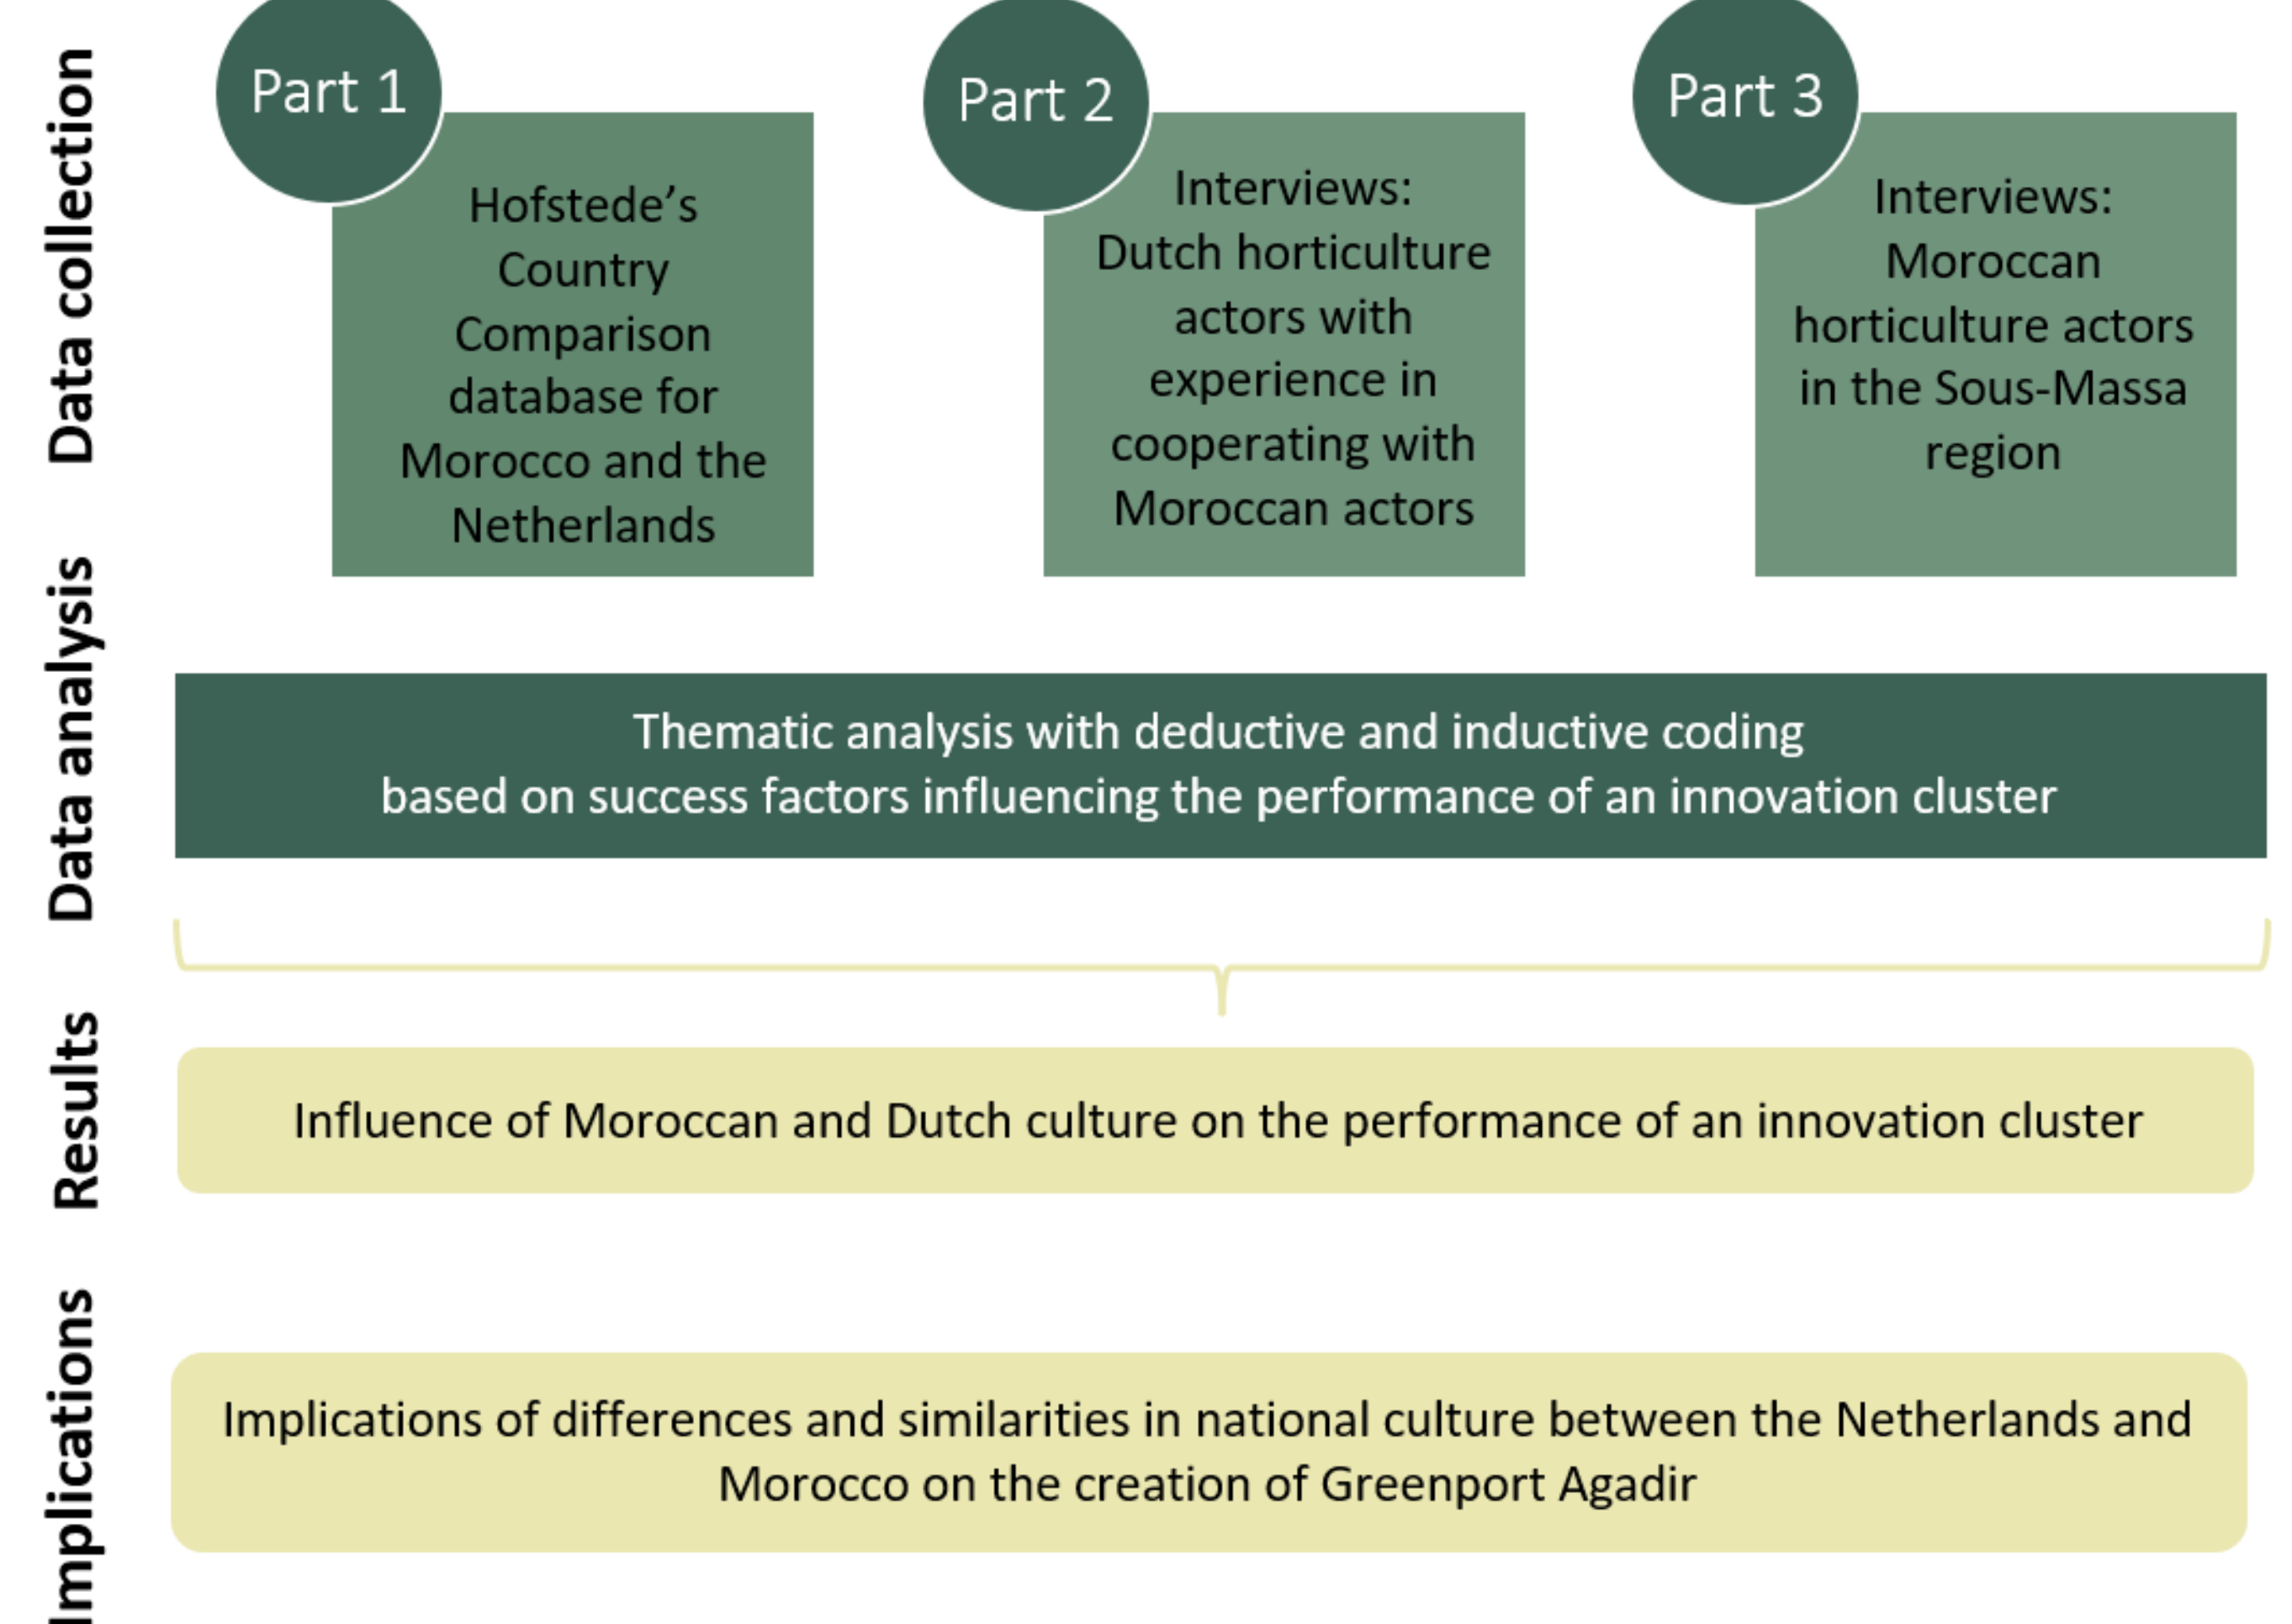 Data collection
Part 1
Hofstede’s
Country
Comparison
database for
Morocco and the
Netherlands
Part 2
Interviews:
Dutch horticulture
actors with
experience in
cooperating with
Moroccan actors
Part 3
Interviews:
Moroccan
horticulture actors
in the Sous-Massa
region
Data analysis
Thematic analysis with deductive and inductive coding
based on success factors influencing the performance of an innovation cluster
Results
Influence of Moroccan and Dutch culture on the performance of an innovation cluster
Implications
Implications of differences and similarities in national culture between the Netherlands and
Morocco on the creation of Greenport Agadir